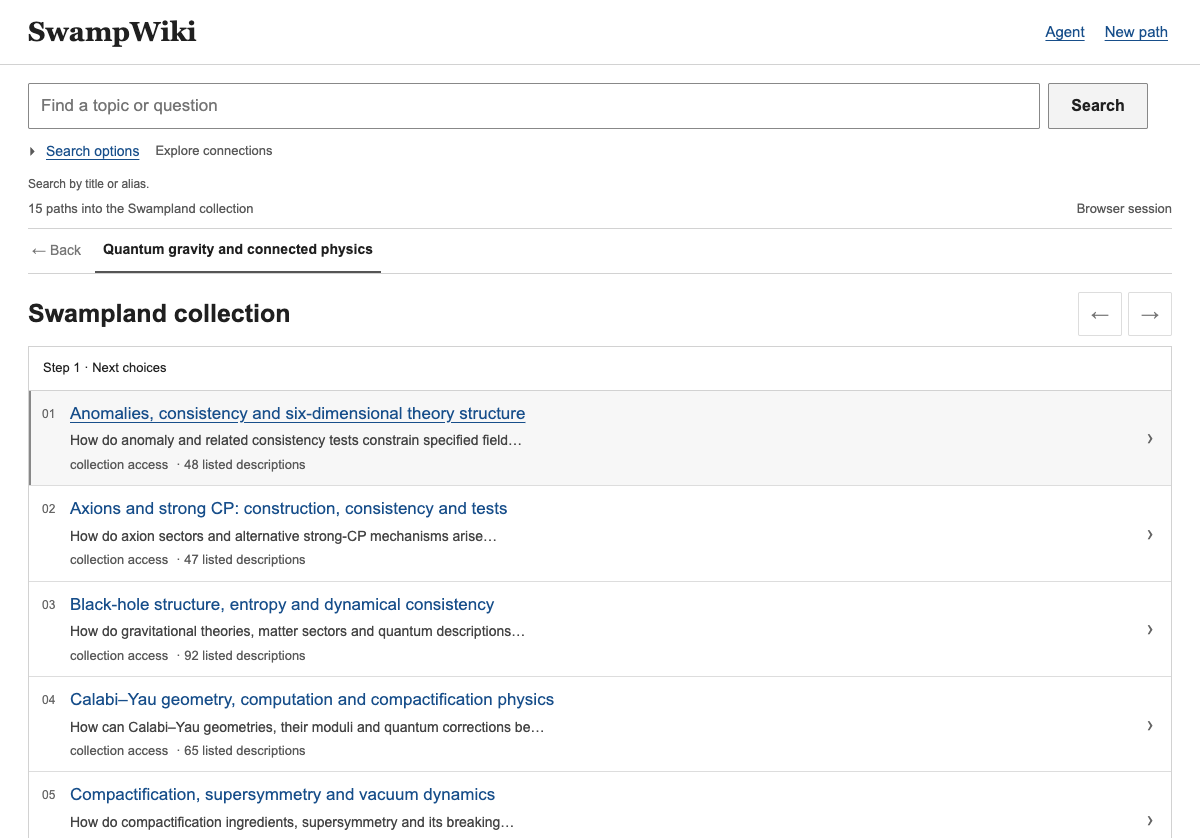 SwampWiki
Agent New path
Find a topic or question
Search
Search options Explore connections
Search by title or alias.
15 paths into the Swampland collection Browser session
← Back Quantum gravity and connected physics
Swampland collection ← →
Step 1 · Next choices
01 Anomalies, consistency and six-dimensional theory structure
How do anomaly and related consistency tests constrain specified field…
collection access · 48 listed descriptions
02 Axions and strong CP: construction, consistency and tests
How do axion sectors and alternative strong-CP mechanisms arise…
collection access · 47 listed descriptions
03 Black-hole structure, entropy and dynamical consistency
How do gravitational theories, matter sectors and quantum descriptions…
collection access · 92 listed descriptions
04 Calabi–Yau geometry, computation and compactification physics
How can Calabi–Yau geometries, their moduli and quantum corrections be…
collection access · 65 listed descriptions
05 Compactification, supersymmetry and vacuum dynamics
How do compactification ingredients, supersymmetry and its breaking…